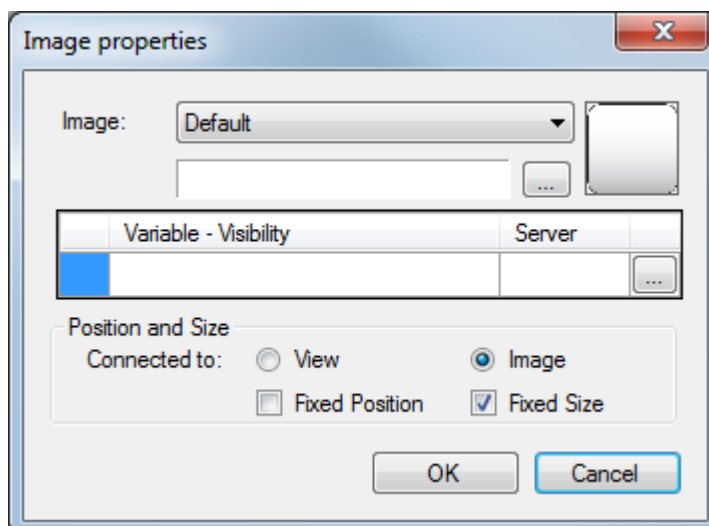 Image properties
Image: Default
...
Variable - Visibility Server
...
Position and Size
Connected to: View Image
Fixed Position Fixed Size
OK Cancel